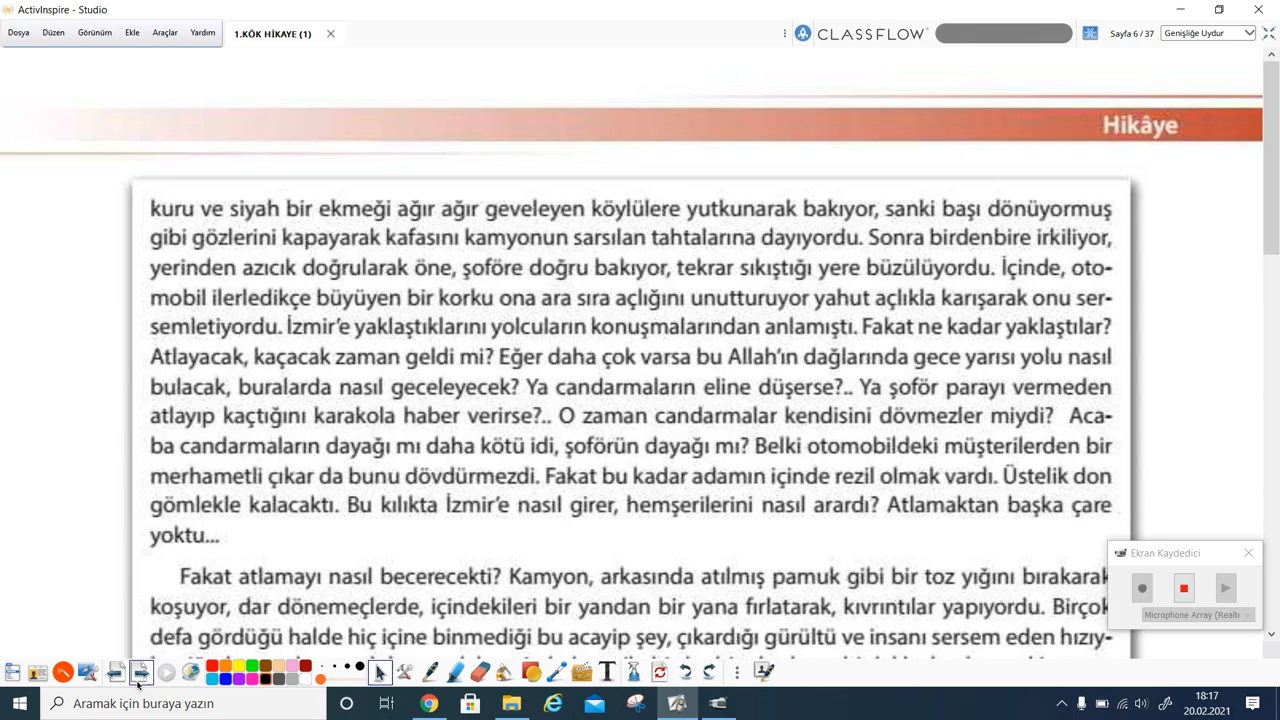 ActivInspire - Studio
Dosya Düzen Görünüm Ekle Araçlar Yardım
1.KÖK HİKAYE (1)
CLASSFLOW
Sayfa 6 / 37
Genişliğe Uydur
Hikâye
kuru ve siyah bir ekmeği ağır ağır geveleyen köylülere yutkunarak bakıyor, sanki başı dönüyormuş
gibi gözlerini kapayarak kafasını kamyonun sarsılan tahtalarına dayıyordu. Sonra birdenbire irkiliyor,
yerinden azıcık doğrularak öne, şoföre doğru bakıyor, tekrar sıkıştığı yere büzülüyordu. İçinde, oto-
mobil ilerledikçe büyüyen bir korku ona ara sıra açlığını unutturuyor yahut açlıkla karışarak onu ser-
semletiyordu. İzmir'e yaklaştıklarını yolcuların konuşmalarından anlamıştı. Fakat ne kadar yaklaştılar?
Atlayacak, kaçacak zaman geldi mi? Eğer daha çok varsa bu Allah'ın dağlarında gece yarısı yolu nasıl
bulacak, buralarda nasıl geceleyecek? Ya candarmaların eline düşerse?.. Ya şoför parayı vermeden
atlayıp kaçtığını karakola haber verirse?.. O zaman candarmalar kendisini dövmezler miydi? Aca-
ba candarmaların dayağı mı daha kötü idi, şoförün dayağı mı? Belki otomobildeki müşterilerden bir
merhametli çıkar da bunu dövdürmezdi. Fakat bu kadar adamın içinde rezil olmak vardı. Üstelik don
gömlekle kalacaktı. Bu kılıkta İzmir'e nasıl girer, hemşerilerini nasıl arardı? Atlamaktan başka çare
yoktu...
Fakat atlamayı nasıl becerecekti? Kamyon, arkasında atılmış pamuk gibi bir toz yığını bırakarak
koşuyor, dar dönemeçlerde, içindekileri bir yandan bir yana fırlatarak, kıvrıntılar yapıyordu. Birçok
defa gördüğü halde hiç içine binmediği bu acayip şey, çıkardığı gürültü ve insanı sersem eden hızıy-
Ekran Kaydedici
Microphone Array (Realt
Aramak için buraya yazın
18:17
20.02.2021